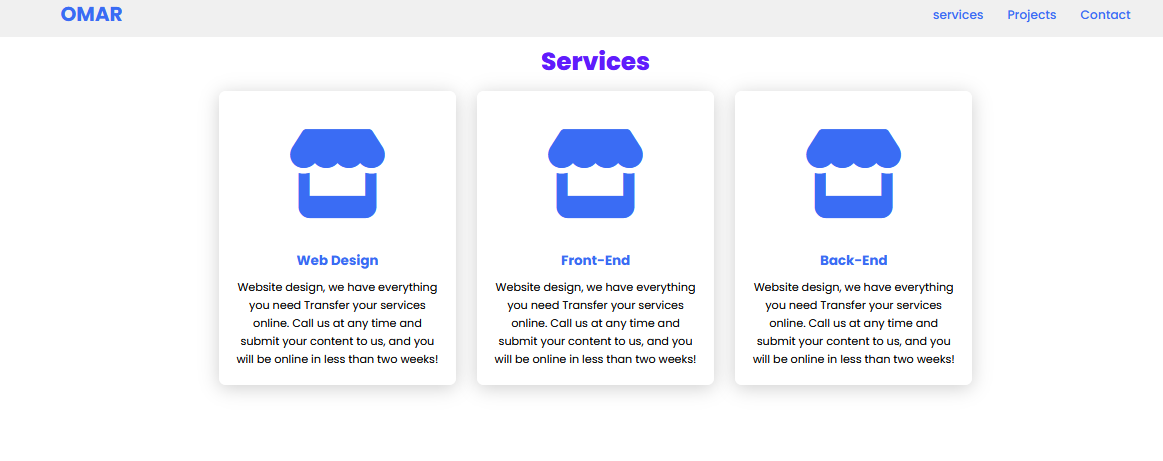 OMAR
services Projects Contact
Services
Web Design
Website design, we have everything
you need Transfer your services
online. Call us at any time and
submit your content to us, and you
will be online in less than two weeks!
Front-End
Website design, we have everything
you need Transfer your services
online. Call us at any time and
submit your content to us, and you
will be online in less than two weeks!
Back-End
Website design, we have everything
you need Transfer your services
online. Call us at any time and
submit your content to us, and you
will be online in less than two weeks!